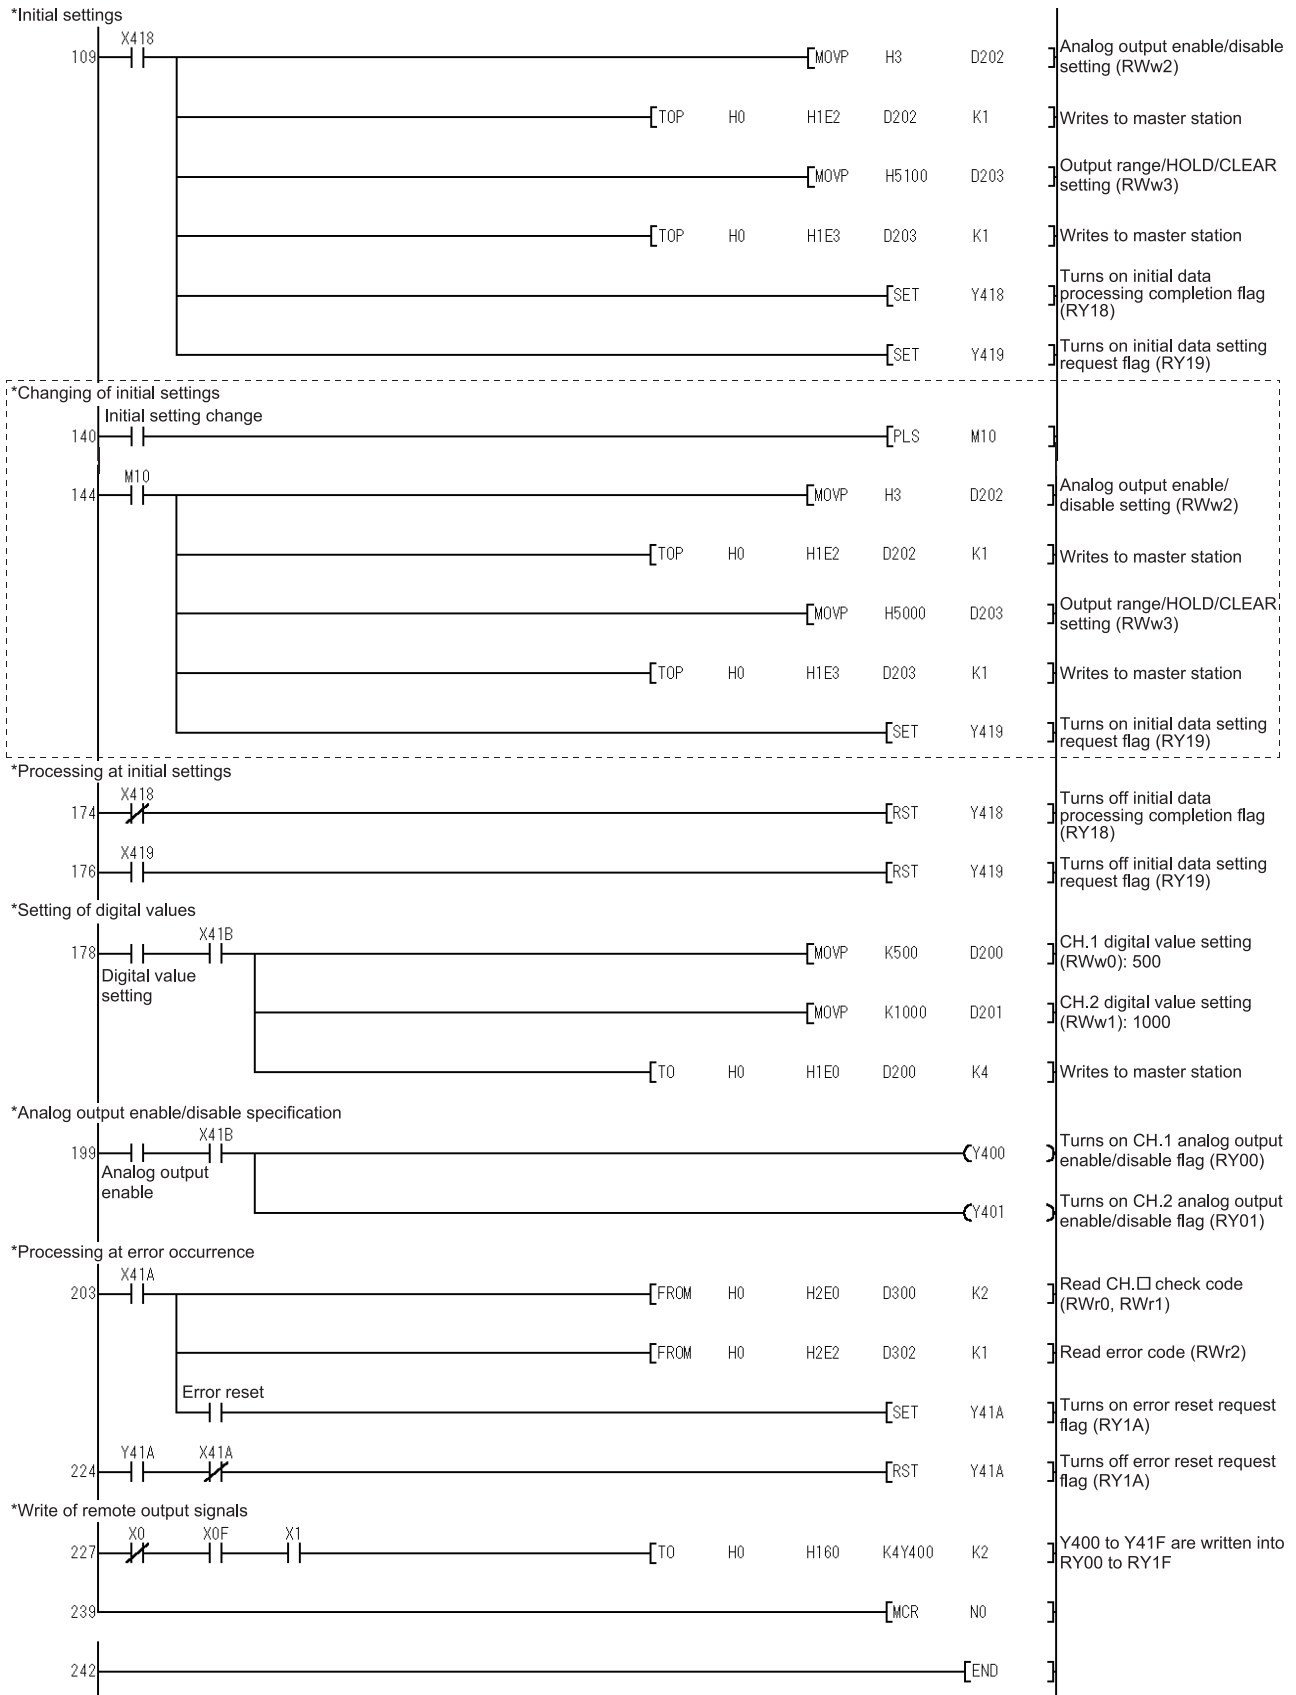 *Initial settings
X418
109 MOVP H3 D202 Analog output enable/disable
setting (RWw2)
TOP H0 H1E2 D202 K1 Writes to master station
MOVP H5100 D203 Output range/HOLD/CLEAR
setting (RWw3)
TOP H0 H1E3 D203 K1 Writes to master station
SET Y418 Turns on initial data
processing completion flag
(RY18)
SET Y419 Turns on initial data setting
request flag (RY19)
*Changing of initial settings
Initial setting change
140 PLS M10
M10
144 MOVP H3 D202 Analog output enable/
disable setting (RWw2)
TOP H0 H1E2 D202 K1 Writes to master station
MOVP H5000 D203 Output range/HOLD/CLEAR
setting (RWw3)
TOP H0 H1E3 D203 K1 Writes to master station
SET Y419 Turns on initial data setting
request flag (RY19)
*Processing at initial settings
X418
174 RST Y418 Turns off initial data
processing completion flag
(RY18)
X419
176 RST Y419 Turns off initial data setting
request flag (RY19)
*Setting of digital values
X41B
178 MOVP K500 D200 CH.1 digital value setting
(RWw0): 500
Digital value
setting
MOVP K1000 D201 CH.2 digital value setting
(RWw1): 1000
TO H0 H1E0 D200 K4 Writes to master station
*Analog output enable/disable specification
X41B
199 Y400 Turns on CH.1 analog output
enable/disable flag (RY00)
Analog output
enable
Y401 Turns on CH.2 analog output
enable/disable flag (RY01)
*Processing at error occurrence
X41A
203 FROM H0 H2E0 D300 K2 Read CH.□ check code
(RWr0, RWr1)
FROM H0 H2E2 D302 K1 Read error code (RWr2)
Error reset
SET Y41A Turns on error reset request
flag (RY1A)
Y41A X41A
224 RST Y41A Turns off error reset request
flag (RY1A)
*Write of remote output signals
X0 X0F X1
227 TO H0 H160 K4Y400 K2 Y400 to Y41F are written into
RY00 to RY1F
239 MCR N0
242 END